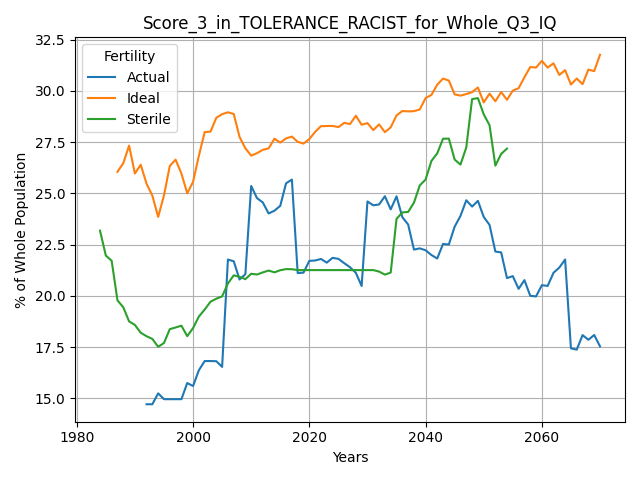 Score_3_in_TOLERANCE_RACIST_for_Whole_Q3_IQ
Fertility
Actual
Ideal
Sterile
% of Whole Population
32.5
30.0
27.5
25.0
22.5
20.0
17.5
15.0
1980
2000
2020
2040
2060
Years